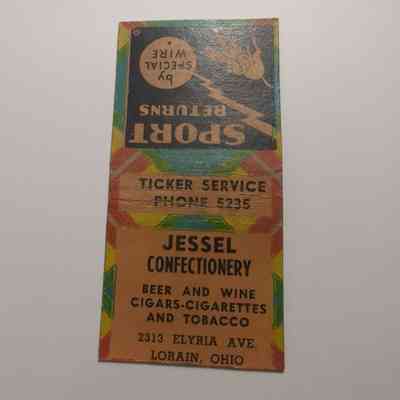 by
SPECIAL
WIRE
SPORT
RETURNS
TICKER SERVICE
PHONE 5235
JESSEL
CONFECTIONERY
BEER AND WINE
CIGARS-CIGARETTES
AND TOBACCO
2313 ELYRIA AVE.
LORAIN, OHIO